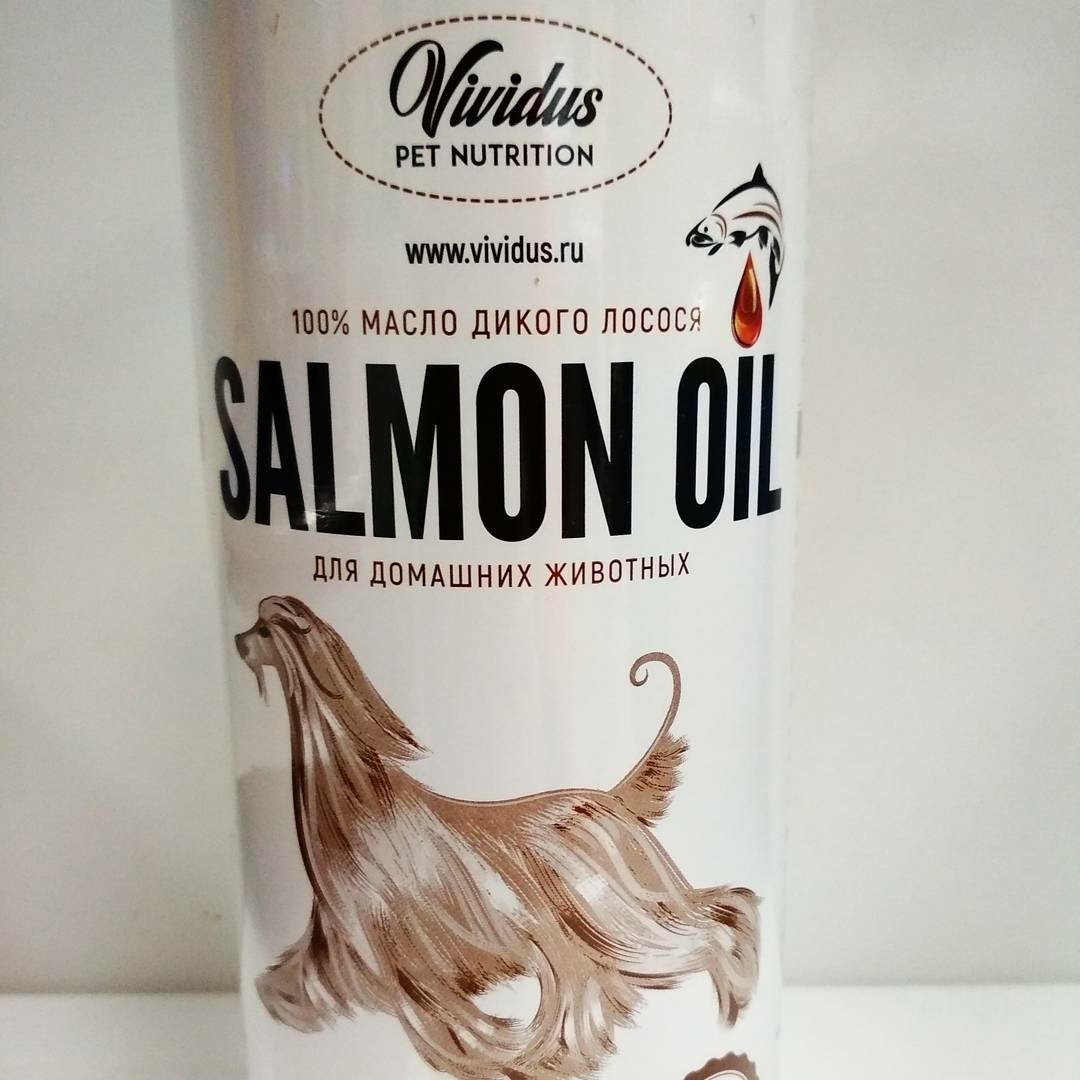 Vividus
PET NUTRITION
www.vividus.ru
100% МАСЛО ДИКОГО ЛОСОСЯ
SALMON OIL
ДЛЯ ДОМАШНИХ ЖИВОТНЫХ